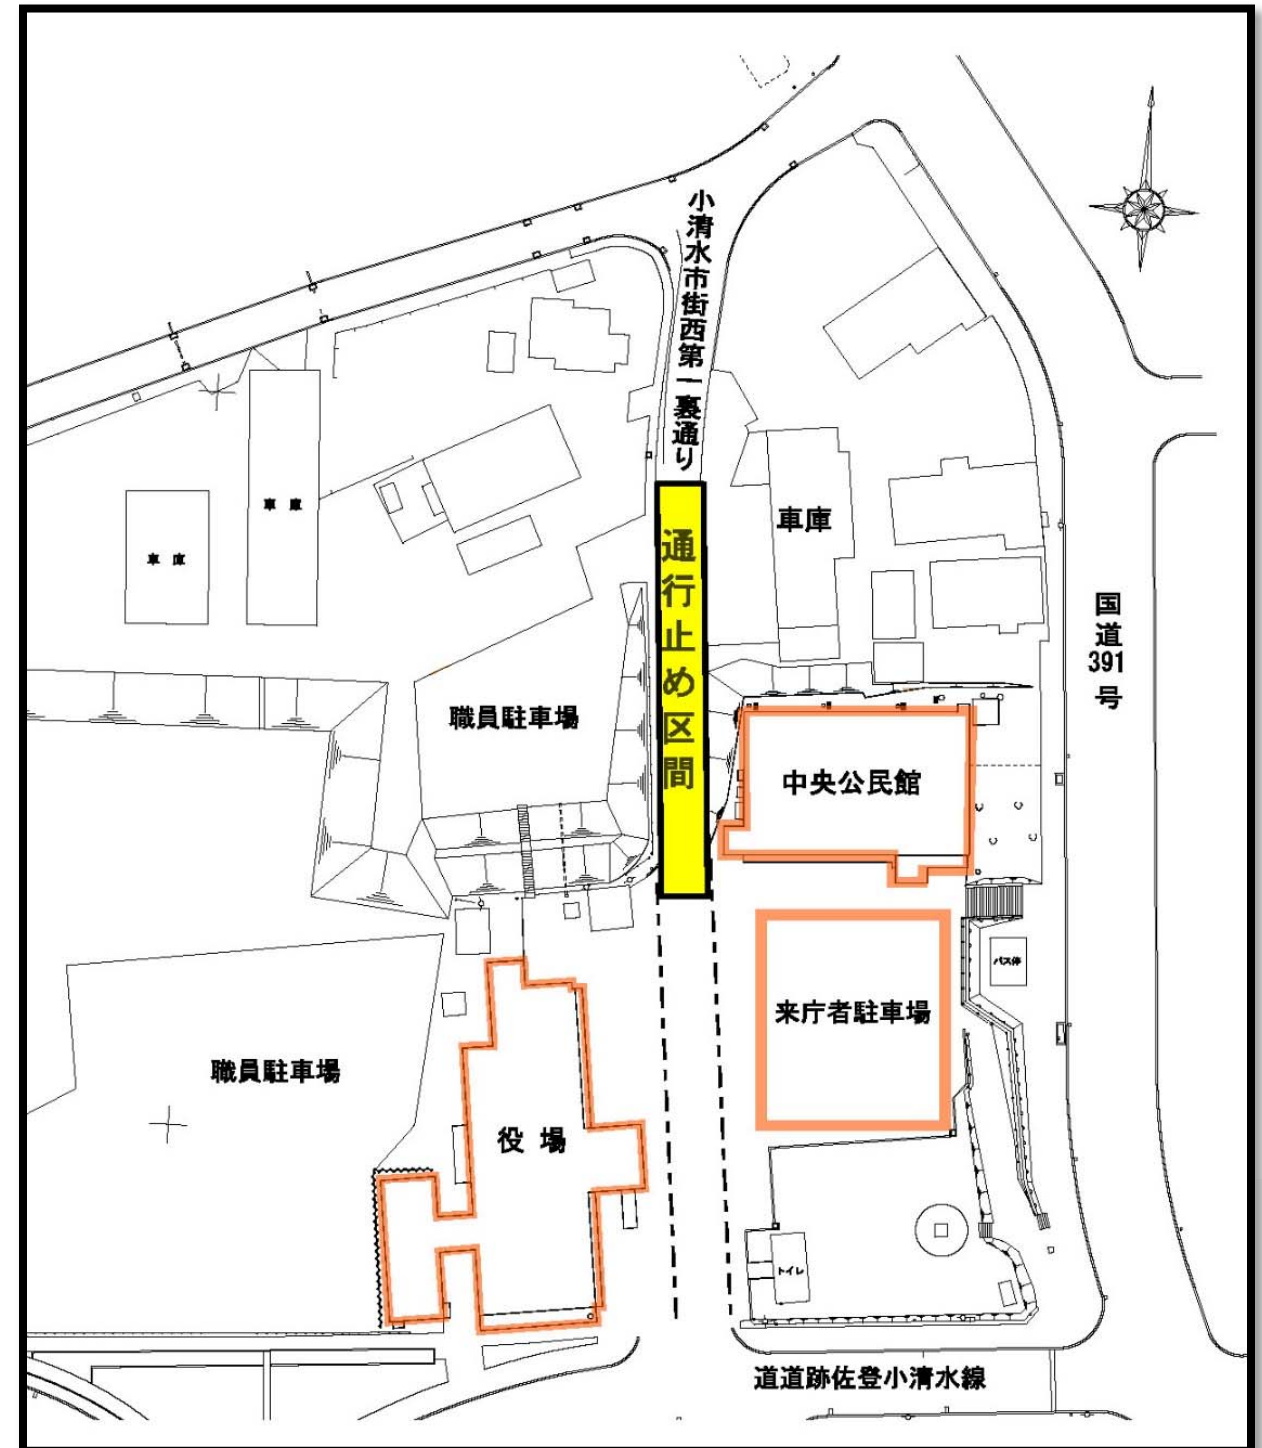 小清水市街西第一裏通り
車庫
車庫
車庫
通行止め区間
国道391号
職員駐車場
中央公民館
バス停
来庁者駐車場
職員駐車場
役場
トイレ
道道跡佐登小清水線